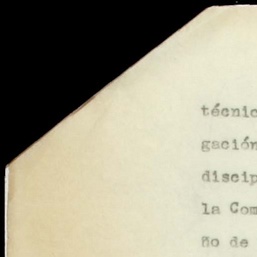 técnic
gación
discip
la Com
ño de